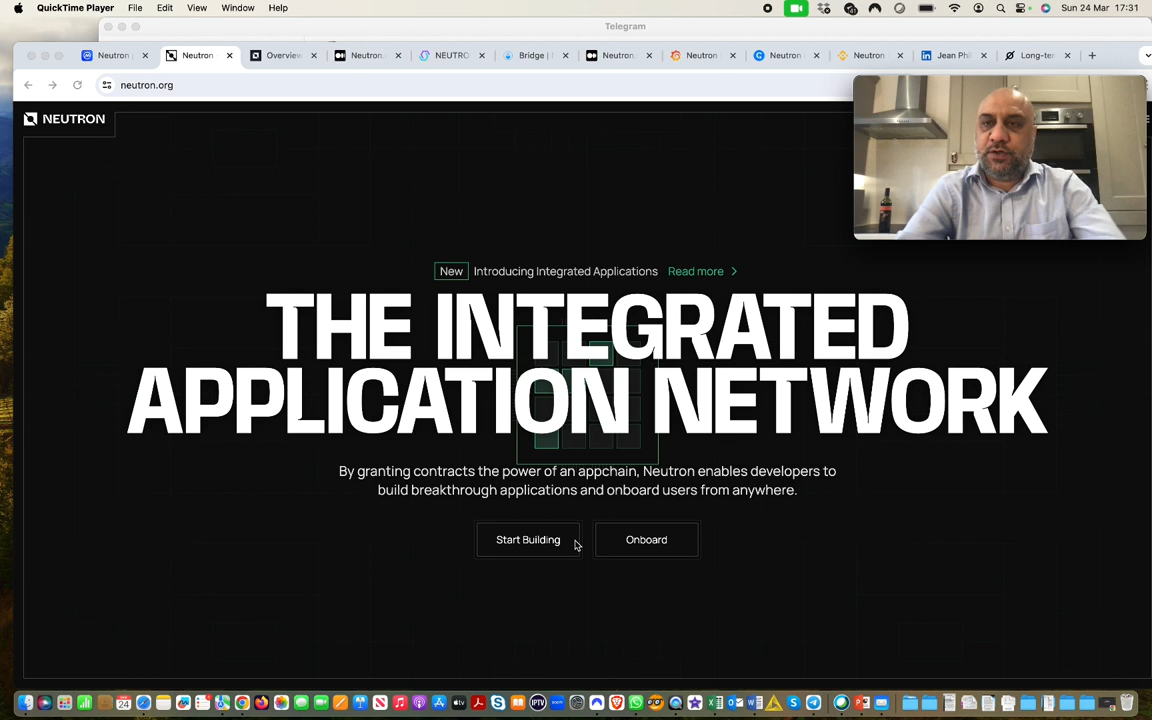 QuickTime Player File Edit View Window Help Sun 24 Mar 17:31
Telegram
Neutron Neutron Overview Neutron NEUTRO Bridge | Neutron Neutron Neutron Neutron Jean Phil Long-ter
neutron.org
NEUTRON
New Introducing Integrated Applications Read more
THE INTEGRATED
APPLICATION NETWORK
By granting contracts the power of an appchain, Neutron enables developers to
build breakthrough applications and onboard users from anywhere.
Start Building Onboard
24 IPTV